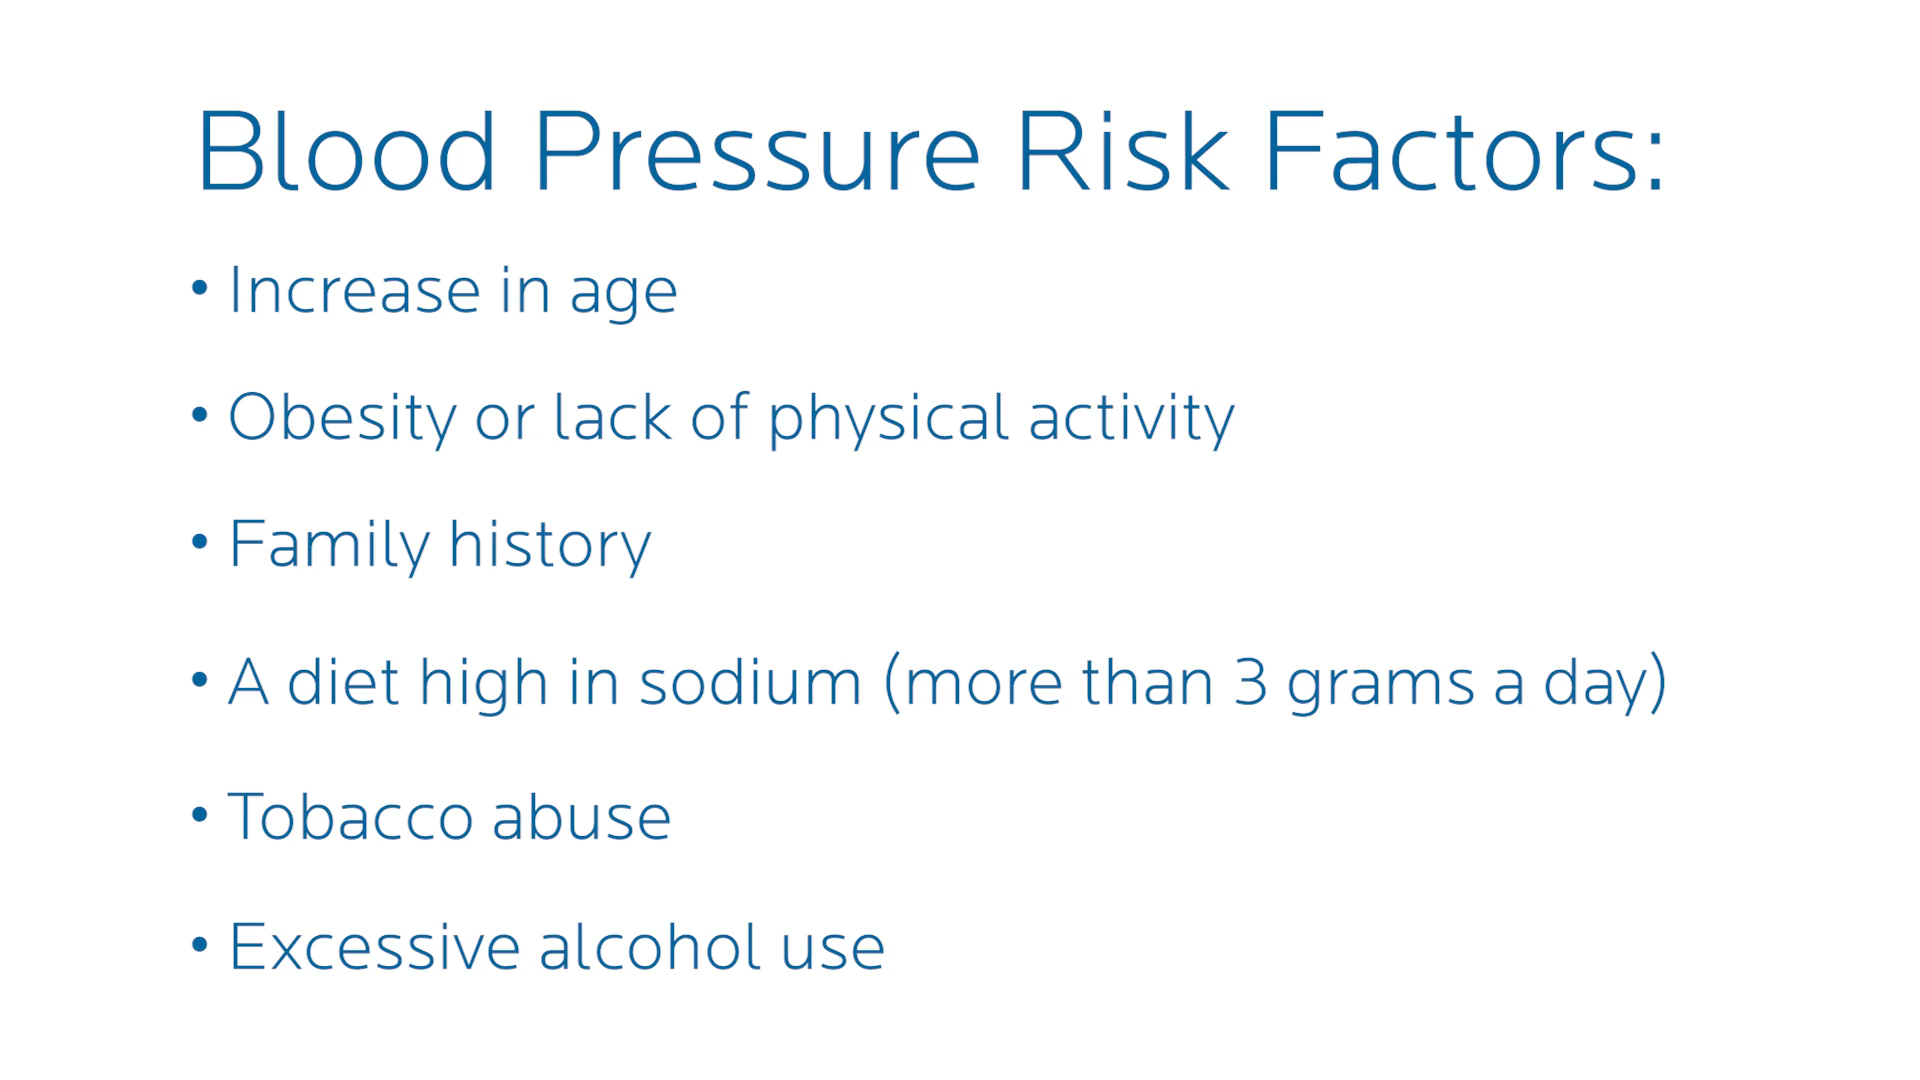 Blood Pressure Risk Factors:
• Increase in age
• Obesity or lack of physical activity
• Family history
• A diet high in sodium (more than 3 grams a day)
• Tobacco abuse
• Excessive alcohol use